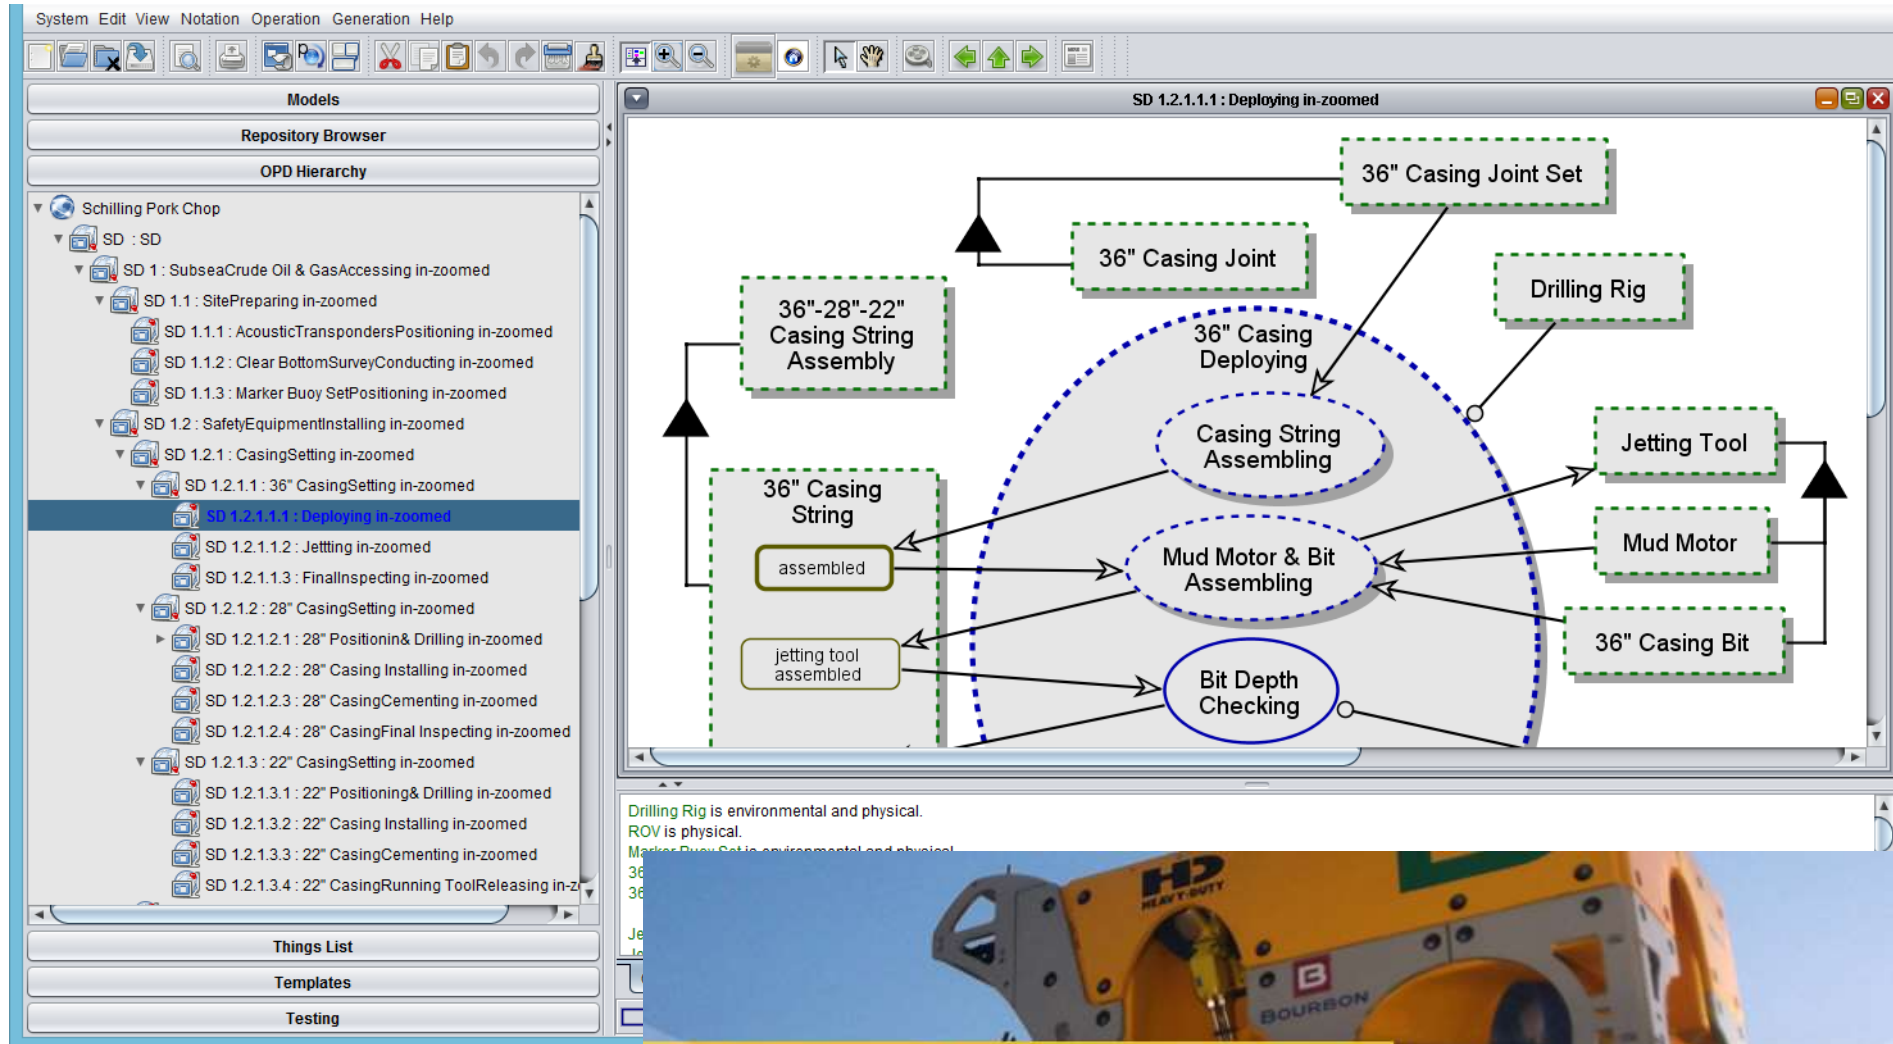 System Edit View Notation Operation Generation Help
Models
Repository Browser
OPD Hierarchy
Schilling Pork Chop
SD : SD
SD 1 : SubseaCrude Oil & GasAccessing in-zoomed
SD 1.1 : SitePreparing in-zoomed
SD 1.1.1 : AcousticTranspondersPositioning in-zoomed
SD 1.1.2 : Clear BottomSurveyConducting in-zoomed
SD 1.1.3 : Marker Buoy SetPositioning in-zoomed
SD 1.2 : SafetyEquipmentInstalling in-zoomed
SD 1.2.1 : CasingSetting in-zoomed
SD 1.2.1.1 : 36" CasingSetting in-zoomed
SD 1.2.1.1.1 : Deploying in-zoomed
SD 1.2.1.1.2 : Jettting in-zoomed
SD 1.2.1.1.3 : FinalInspecting in-zoomed
SD 1.2.1.2 : 28" CasingSetting in-zoomed
SD 1.2.1.2.1 : 28" Positionin& Drilling in-zoomed
SD 1.2.1.2.2 : 28" Casing Installing in-zoomed
SD 1.2.1.2.3 : 28" CasingCementing in-zoomed
SD 1.2.1.2.4 : 28" CasingFinal Inspecting in-zoomed
SD 1.2.1.3 : 22" CasingSetting in-zoomed
SD 1.2.1.3.1 : 22" Positioning& Drilling in-zoomed
SD 1.2.1.3.2 : 22" Casing Installing in-zoomed
SD 1.2.1.3.3 : 22" CasingCementing in-zoomed
SD 1.2.1.3.4 : 22" CasingRunning ToolReleasing in-z
Things List
Templates
Testing
SD 1.2.1.1.1 : Deploying in-zoomed
36" Casing Joint Set
36" Casing Joint
Drilling Rig
36"-28"-22"
Casing String
Assembly
36" Casing
Deploying
Casing String
Assembling
Jetting Tool
36" Casing
String
Mud Motor
assembled
Mud Motor & Bit
Assembling
36" Casing Bit
jetting tool
assembled
Bit Depth
Checking
Drilling Rig is environmental and physical.
ROV is physical.
Marker Buoy Set is environmental and physical.
36
36
Je
HD
HEAVY-DUTY
B
BOURBON